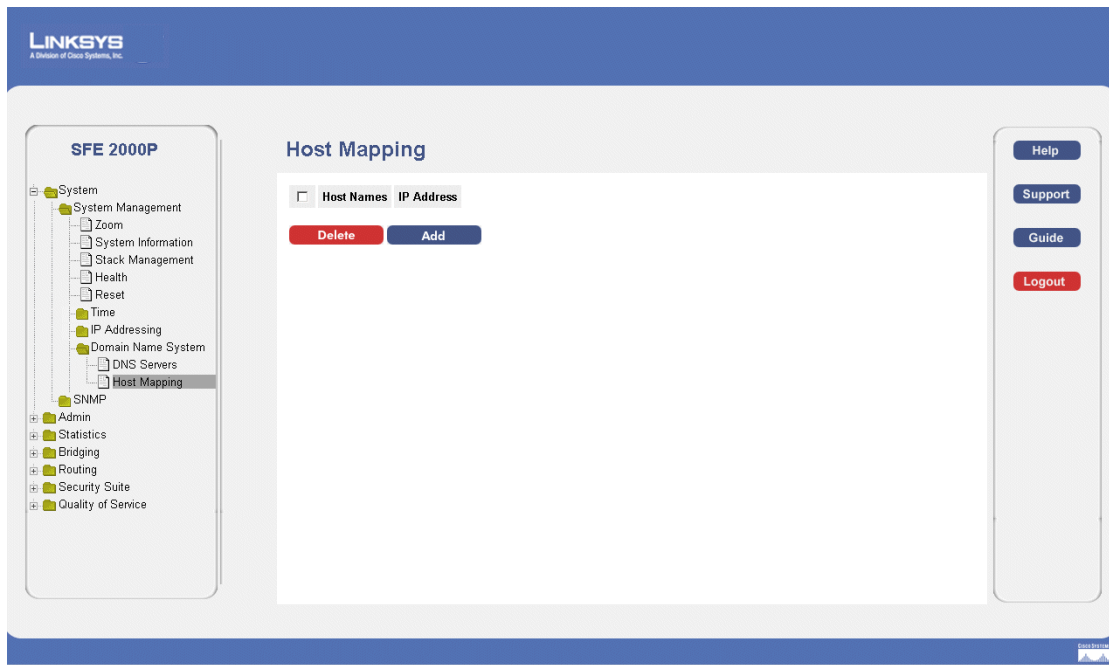 LINKSYS
A Division of Cisco Systems, Inc.
SFE 2000P
System
System Management
Zoom
System Information
Stack Management
Health
Reset
Time
IP Addressing
Domain Name System
DNS Servers
Host Mapping
SNMP
Admin
Statistics
Bridging
Routing
Security Suite
Quality of Service
Host Mapping
Host Names IP Address
Delete Add
Help
Support
Guide
Logout
CISCO SYSTEMS